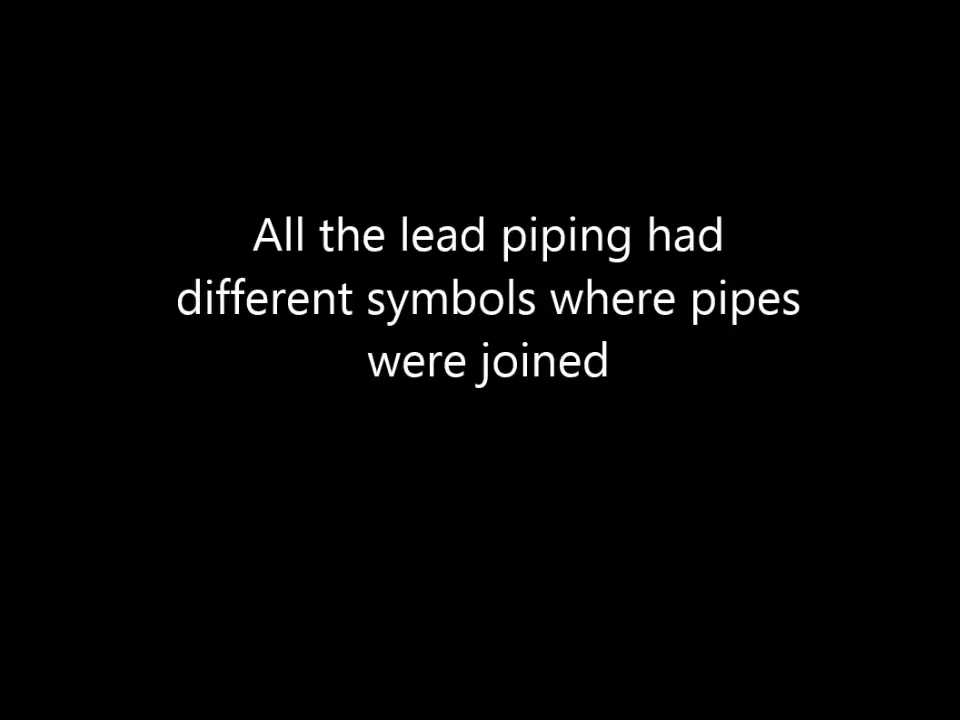 All the lead piping had
different symbols where pipes
were joined